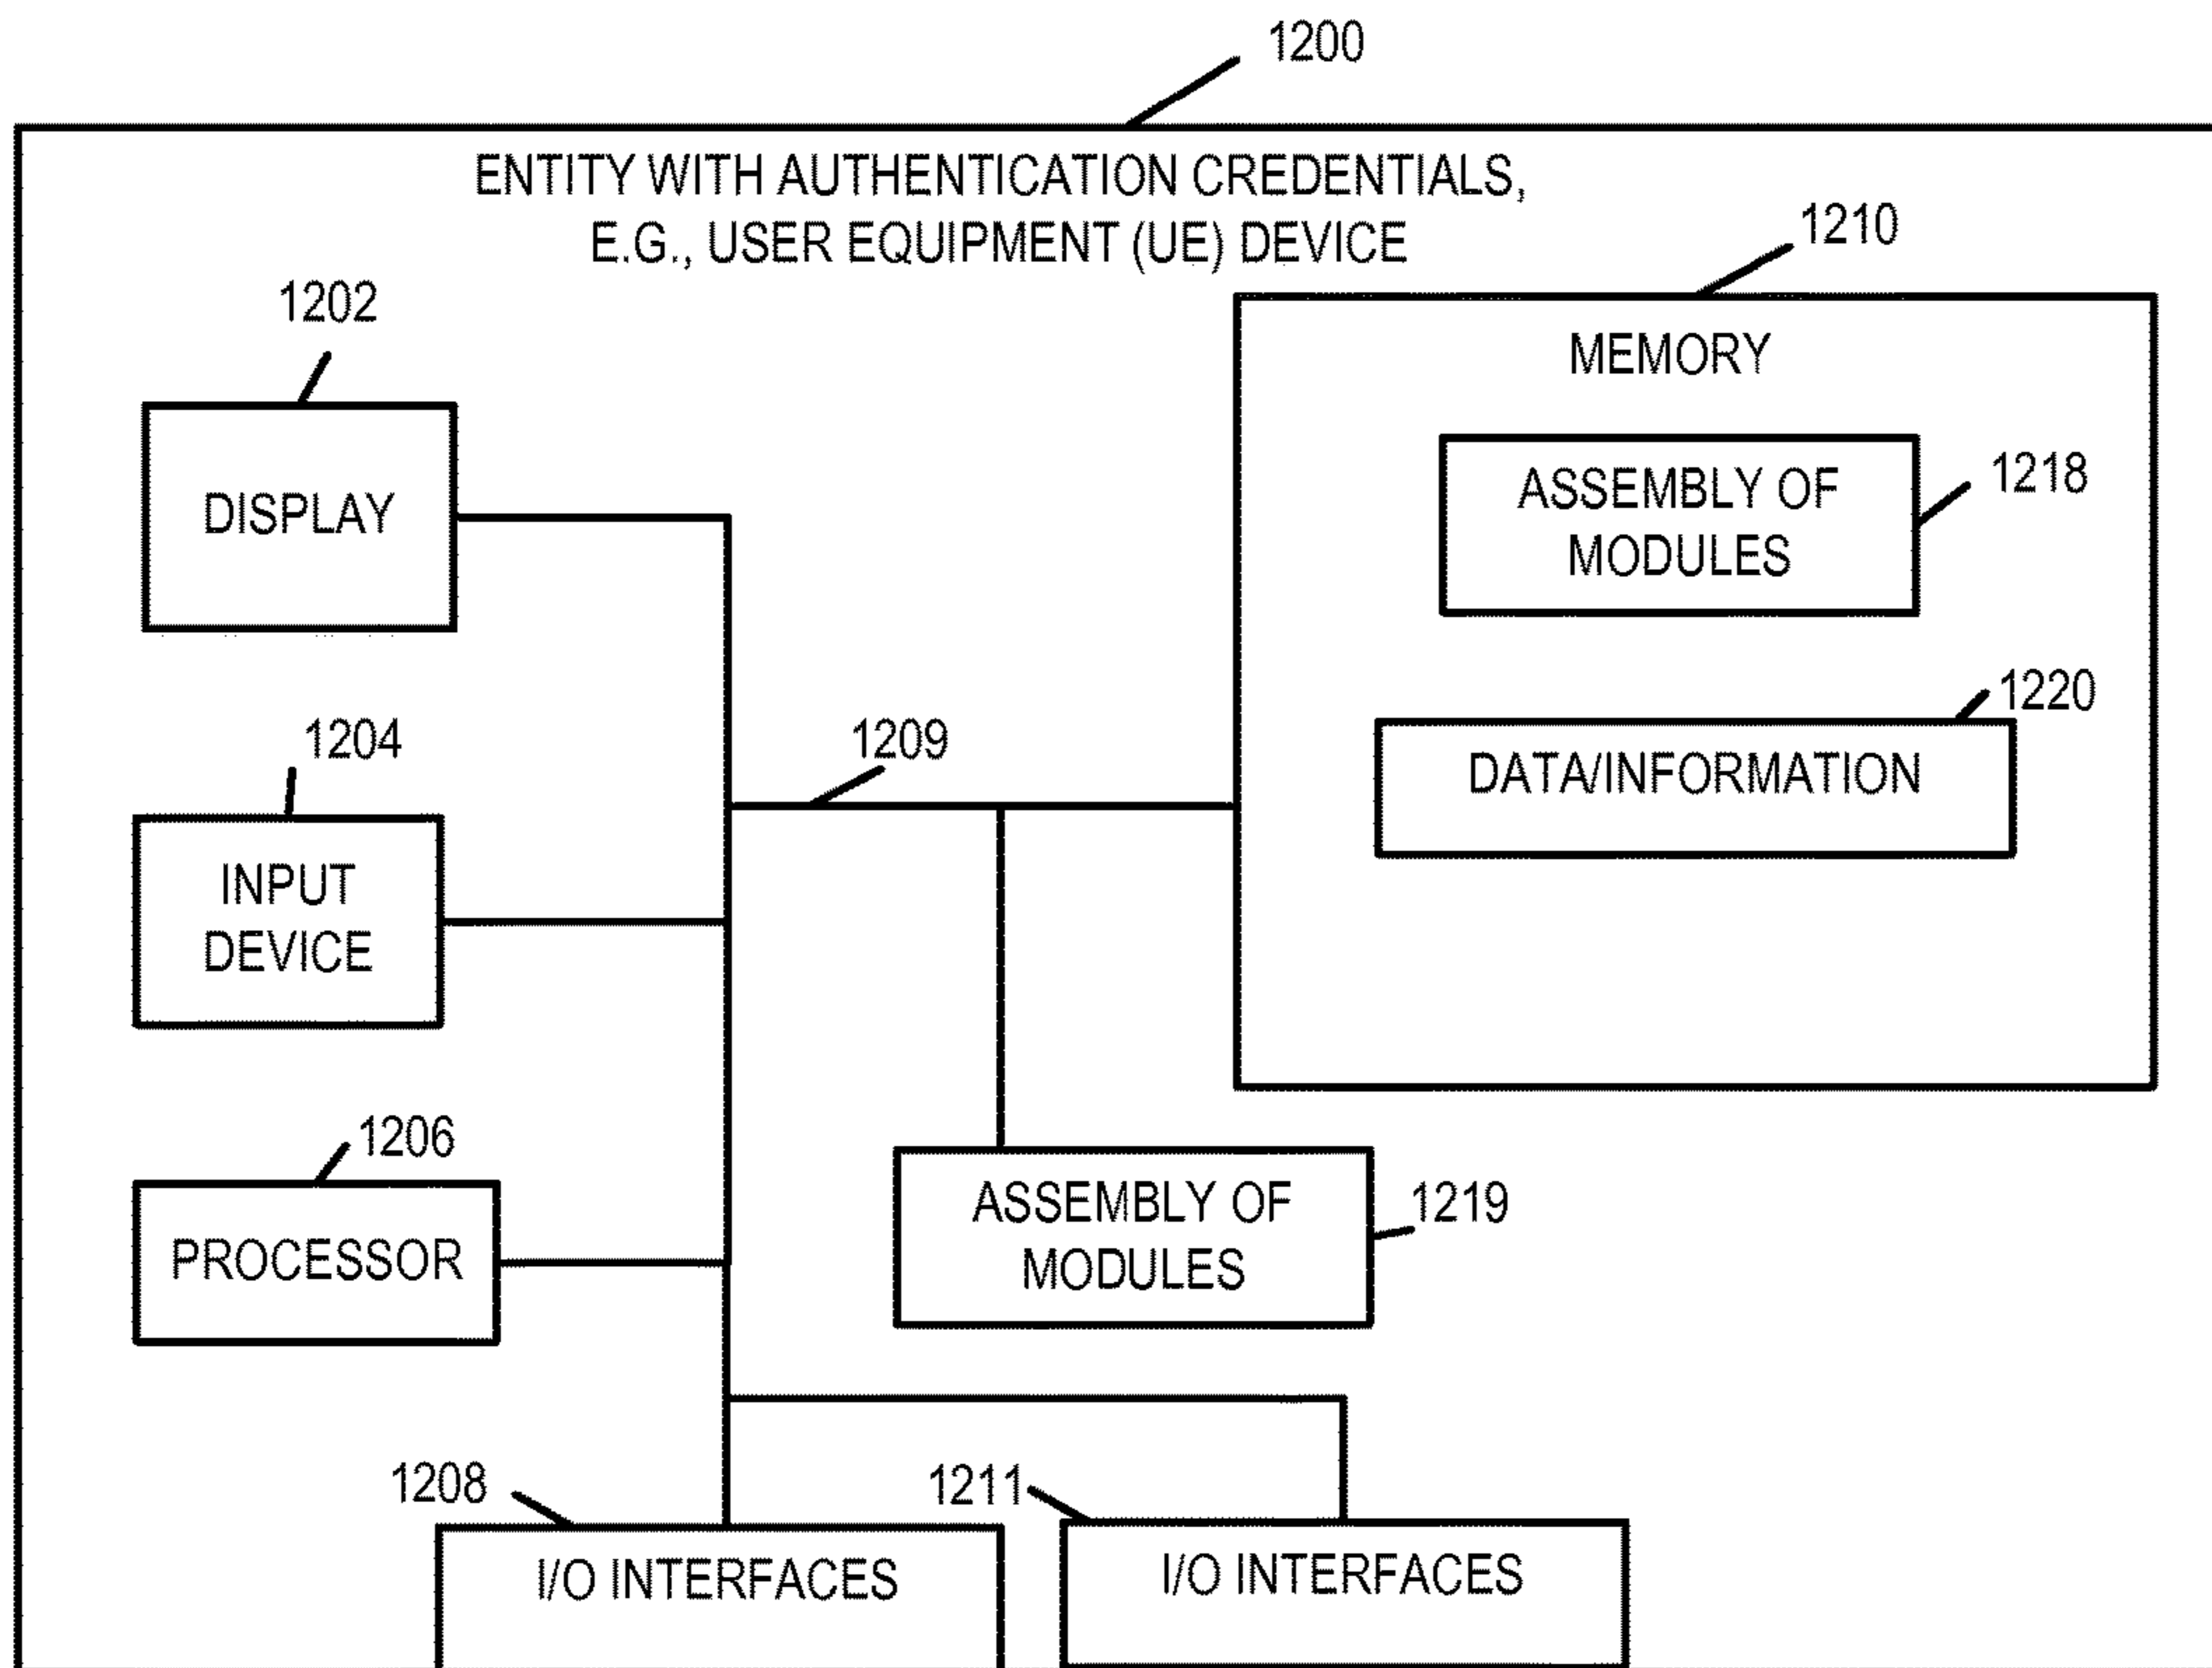 1200
ENTITY WITH AUTHENTICATION CREDENTIALS,
E.G., USER EQUIPMENT (UE) DEVICE
1210
1202
MEMORY
DISPLAY
ASSEMBLY OF
MODULES
1218
1220
1204
1209
DATA/INFORMATION
INPUT
DEVICE
1206
PROCESSOR
ASSEMBLY OF
MODULES
1219
1208
1211
I/O INTERFACES
I/O INTERFACES